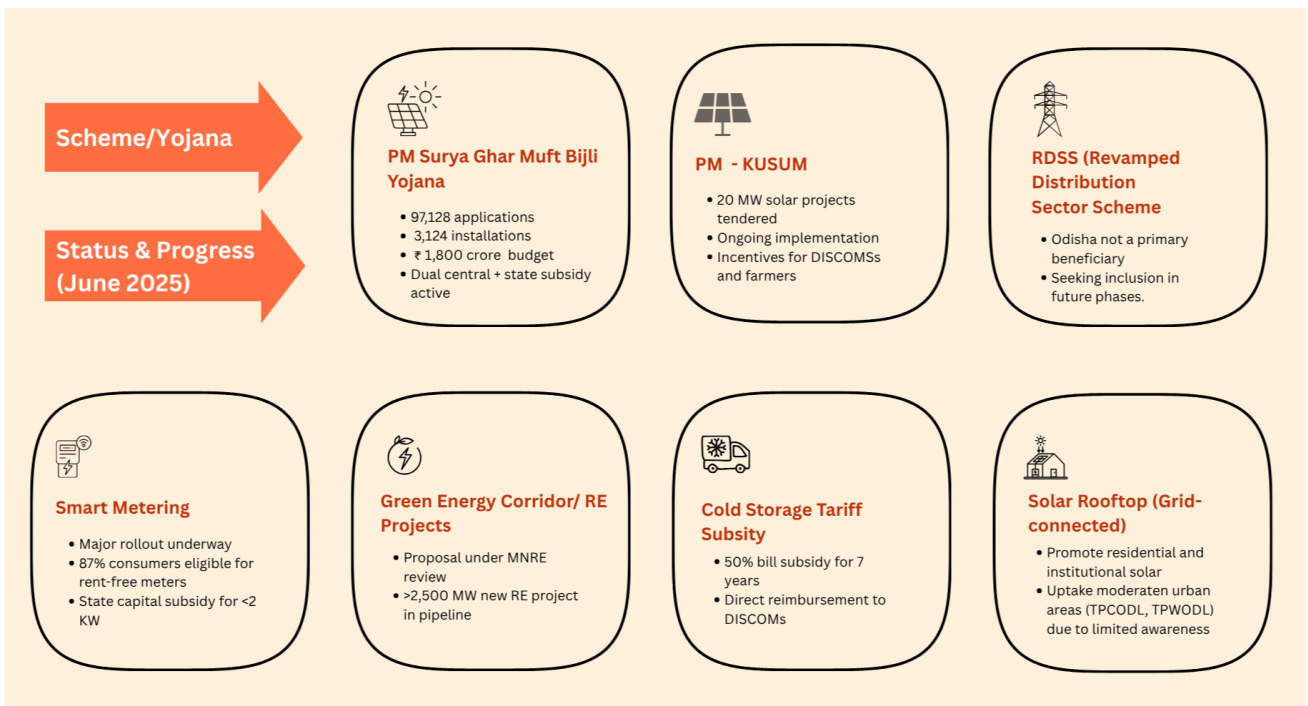 Scheme/Yojana
Status & Progress
(June 2025)
PM Surya Ghar Muft Bijli
Yojana
• 97,128 applications
• 3,124 installations
• ₹ 1,800 crore budget
• Dual central + state subsidy
active
PM - KUSUM
• 20 MW solar projects
tendered
• Ongoing implementation
• Incentives for DISCOMSs
and farmers
RDSS (Revamped
Distribution
Sector Scheme
• Odisha not a primary
beneficiary
• Seeking inclusion in
future phases.
Smart Metering
• Major rollout underway
• 87% consumers eligible for
rent-free meters
• State capital subsidy for <2
KW
Green Energy Corridor/ RE
Projects
• Proposal under MNRE
review
• >2,500 MW new RE project
in pipeline
Cold Storage Tariff
Subsity
• 50% bill subsidy for 7
years
• Direct reimbursement to
DISCOMs
Solar Rooftop (Grid-
connected)
• Promote residential and
institutional solar
• Uptake moderaten urban
areas (TPCODL, TPWODL)
due to limited awareness